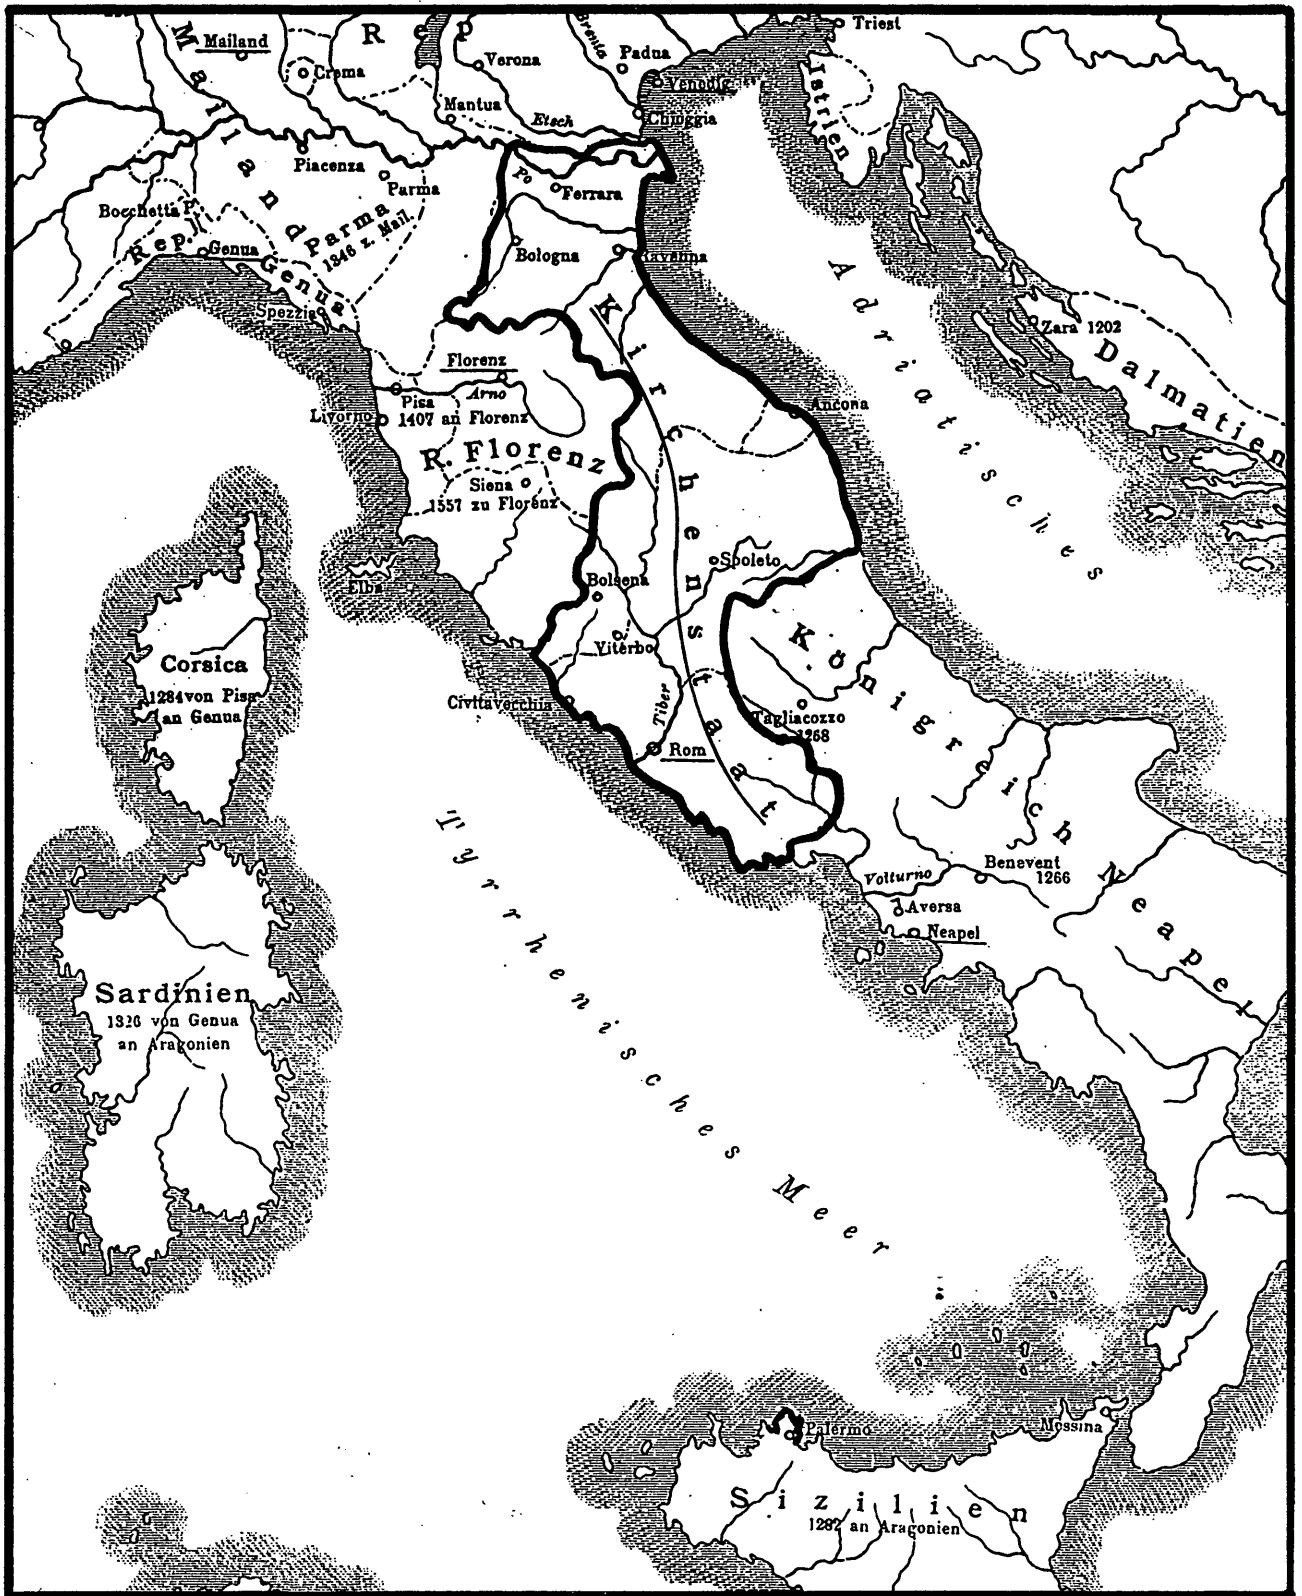 Triest
Mailand
Rep
Brenta
Padua
Verona
Crema
Venedig
Mailand
Mantua
Etsch
Chioggia
Istrien
Piacenza
Parma
Po
Ferrara
Bocchetta P.
Parma
1346 z. Mail.
Rep.
Genua
Genua
Bologna
Ravenna
Spezzia
Adriatisches
Zara 1202
Dalmatien
Kirchenstaat
Florenz
Arno
Pisa
Livorno
1407 an Florenz
Ancona
R. Florenz
Siena
1557 zu Florenz
Spoleto
Elba
Bolsena
Viterbo
Corsica
1284 von Pisa
an Genua
Civitavecchia
Tiber
Rom
Tagliacozzo
1268
Königreich Neapel
Tyrrhenisches Meer
Benevent
1266
Volturno
Aversa
Neapel
Sardinien
1326 von Genua
an Aragonien
Palermo
Messina
Sizilien
1282 an Aragonien